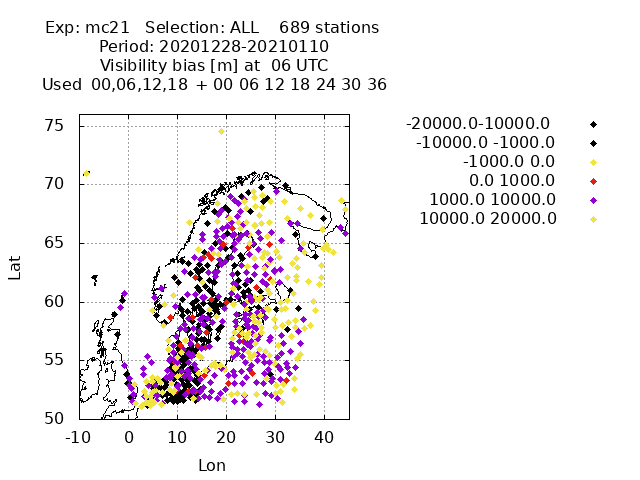 Exp: mc21   Selection: ALL    689 stations
Period: 20201228-20210110
Visibility bias [m] at  06 UTC
Used  00,06,12,18  + 00 06 12 18 24 30 36
-20000.0-10000.0
-10000.0 -1000.0
-1000.0 0.0
0.0 1000.0
1000.0 10000.0
10000.0 20000.0
75
70
65
60
55
50
Lat
-10 0 10 20 30 40
Lon